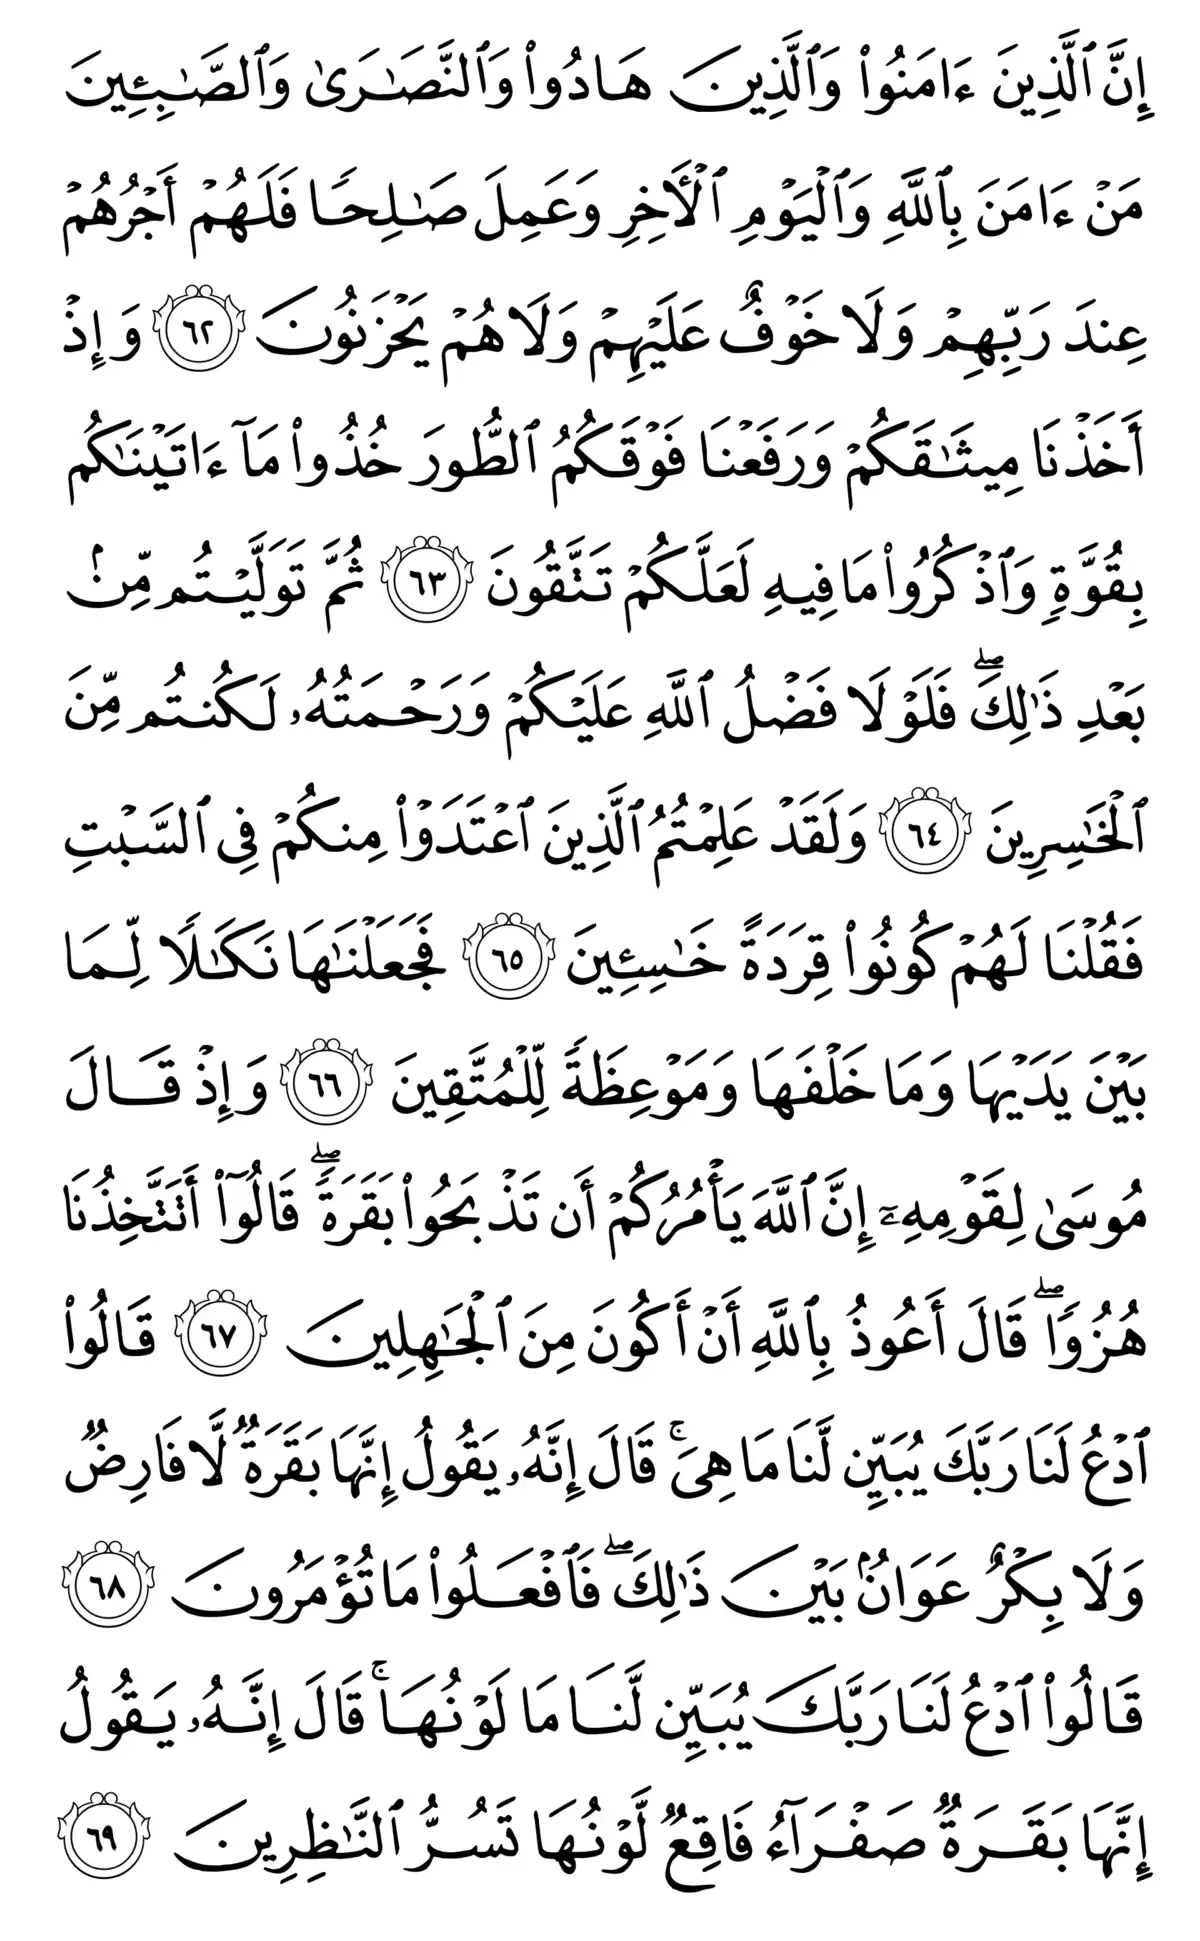 إِنَّ ٱلَّذِينَ ءَامَنُوا۟ وَٱلَّذِينَ هَادُوا۟ وَٱلنَّصَـٰرَىٰ وَٱلصَّـٰبِـِٔينَ
مَنْ ءَامَنَ بِٱللَّهِ وَٱلْيَوْمِ ٱلْـَٔاخِرِ وَعَمِلَ صَـٰلِحًا فَلَهُمْ أَجْرُهُمْ
عِندَ رَبِّهِمْ وَلَا خَوْفٌ عَلَيْهِمْ وَلَا هُمْ يَحْزَنُونَ ٦٢ وَإِذْ
أَخَذْنَا مِيثَـٰقَكُمْ وَرَفَعْنَا فَوْقَكُمُ ٱلطُّورَ خُذُوا۟ مَآ ءَاتَيْنَـٰكُم
بِقُوَّةٍ وَٱذْكُرُوا۟ مَا فِيهِ لَعَلَّكُمْ تَتَّقُونَ ٦٣ ثُمَّ تَوَلَّيْتُم مِّنۢ
بَعْدِ ذَٰلِكَ ۖ فَلَوْلَا فَضْلُ ٱللَّهِ عَلَيْكُمْ وَرَحْمَتُهُۥ لَكُنتُم مِّنَ
ٱلْخَـٰسِرِينَ ٦٤ وَلَقَدْ عَلِمْتُمُ ٱلَّذِينَ ٱعْتَدَوْا۟ مِنكُمْ فِى ٱلسَّبْتِ
فَقُلْنَا لَهُمْ كُونُوا۟ قِرَدَةً خَـٰسِـِٔينَ ٦٥ فَجَعَلْنَـٰهَا نَكَـٰلًا لِّمَا
بَيْنَ يَدَيْهَا وَمَا خَلْفَهَا وَمَوْعِظَةً لِّلْمُتَّقِينَ ٦٦ وَإِذْ قَالَ
مُوسَىٰ لِقَوْمِهِۦٓ إِنَّ ٱللَّهَ يَأْمُرُكُمْ أَن تَذْبَحُوا۟ بَقَرَةً ۖ قَالُوٓا۟ أَتَتَّخِذُنَا
هُزُوًا ۖ قَالَ أَعُوذُ بِٱللَّهِ أَنْ أَكُونَ مِنَ ٱلْجَـٰهِلِينَ ٦٧ قَالُوا۟
ٱدْعُ لَنَا رَبَّكَ يُبَيِّن لَّنَا مَا هِىَ ۚ قَالَ إِنَّهُۥ يَقُولُ إِنَّهَا بَقَرَةٌ لَّا فَارِضٌ
وَلَا بِكْرٌ عَوَانٌۢ بَيْنَ ذَٰلِكَ ۖ فَٱفْعَلُوا۟ مَا تُؤْمَرُونَ ٦٨
قَالُوا۟ ٱدْعُ لَنَا رَبَّكَ يُبَيِّن لَّنَا مَا لَوْنُهَا ۚ قَالَ إِنَّهُۥ يَقُولُ
إِنَّهَا بَقَرَةٌ صَفْرَآءُ فَاقِعٌ لَّوْنُهَا تَسُرُّ ٱلنَّـٰظِرِينَ ٦٩